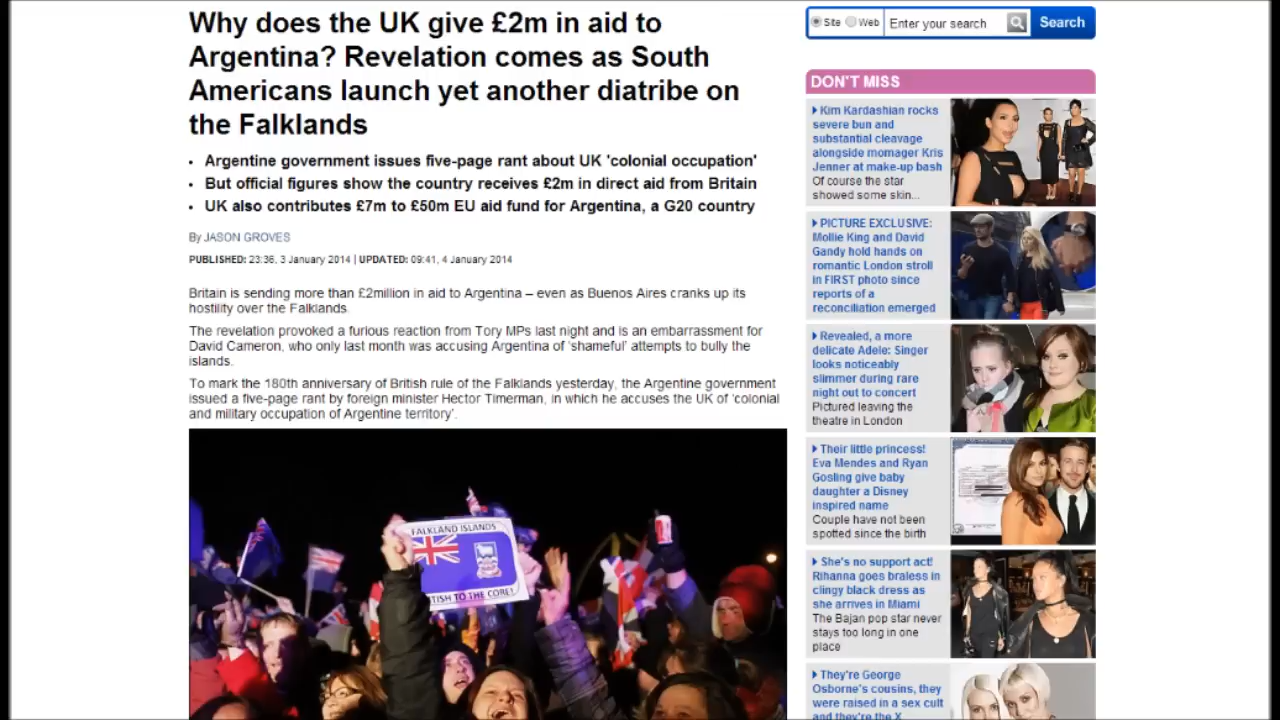 Why does the UK give £2m in aid to
Argentina? Revelation comes as South
Americans launch yet another diatribe on
the Falklands
• Argentine government issues five-page rant about UK 'colonial occupation'
• But official figures show the country receives £2m in direct aid from Britain
• UK also contributes £7m to £50m EU aid fund for Argentina, a G20 country
By JASON GROVES
PUBLISHED: 23:36, 3 January 2014 | UPDATED: 09:41, 4 January 2014
Britain is sending more than £2million in aid to Argentina – even as Buenos Aires cranks up its
hostility over the Falklands
The revelation provoked a furious reaction from Tory MPs last night and is an embarrassment for
David Cameron, who only last month was accusing Argentina of 'shameful' attempts to bully the
islands.
To mark the 180th anniversary of British rule of the Falklands yesterday, the Argentine government
issued a five-page rant by foreign minister Hector Timerman, in which he accuses the UK of 'colonial
and military occupation of Argentine territory'.
FALKLAND ISLANDS
TISH TO THE CORE!
Site Web Enter your search Search
DON'T MISS
Kim Kardashian rocks
severe bun and
substantial cleavage
alongside momager Kris
Jenner at make-up bash
Of course the star
showed some skin...
PICTURE EXCLUSIVE:
Mollie King and David
Gandy hold hands on
romantic London stroll
in FIRST photo since
reports of a
reconciliation emerged
Revealed, a more
delicate Adele: Singer
looks noticeably
slimmer during rare
night out to concert
Pictured leaving the
theatre in London
Their little princess!
Eva Mendes and Ryan
Gosling give baby
daughter a Disney
inspired name
Couple have not been
spotted since the birth
She's no support act!
Rihanna goes braless in
clingy black dress as
she arrives in Miami
The Bajan pop star never
stays too long in one
place
They're George
Osborne's cousins, they
were raised in a sex cult
and they're the X